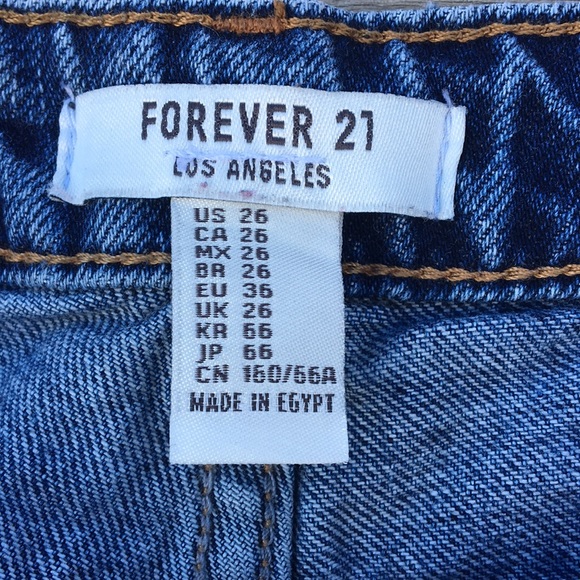 FOREVER 21
LOS ANGELES
US 26
CA 26
MX 26
BR 26
EU 36
UK 26
KR 66
JP 66
CN 160/66A
MADE IN EGYPT